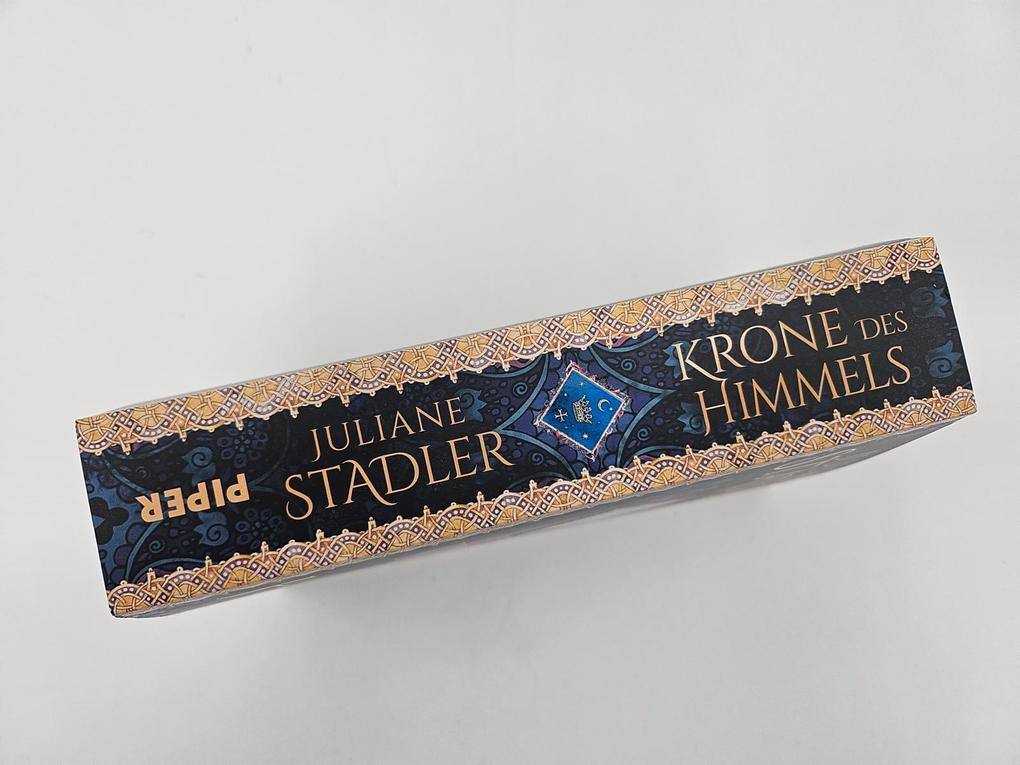 JULIANE
STADLER
KRONE DES
HIMMELS
PIPER